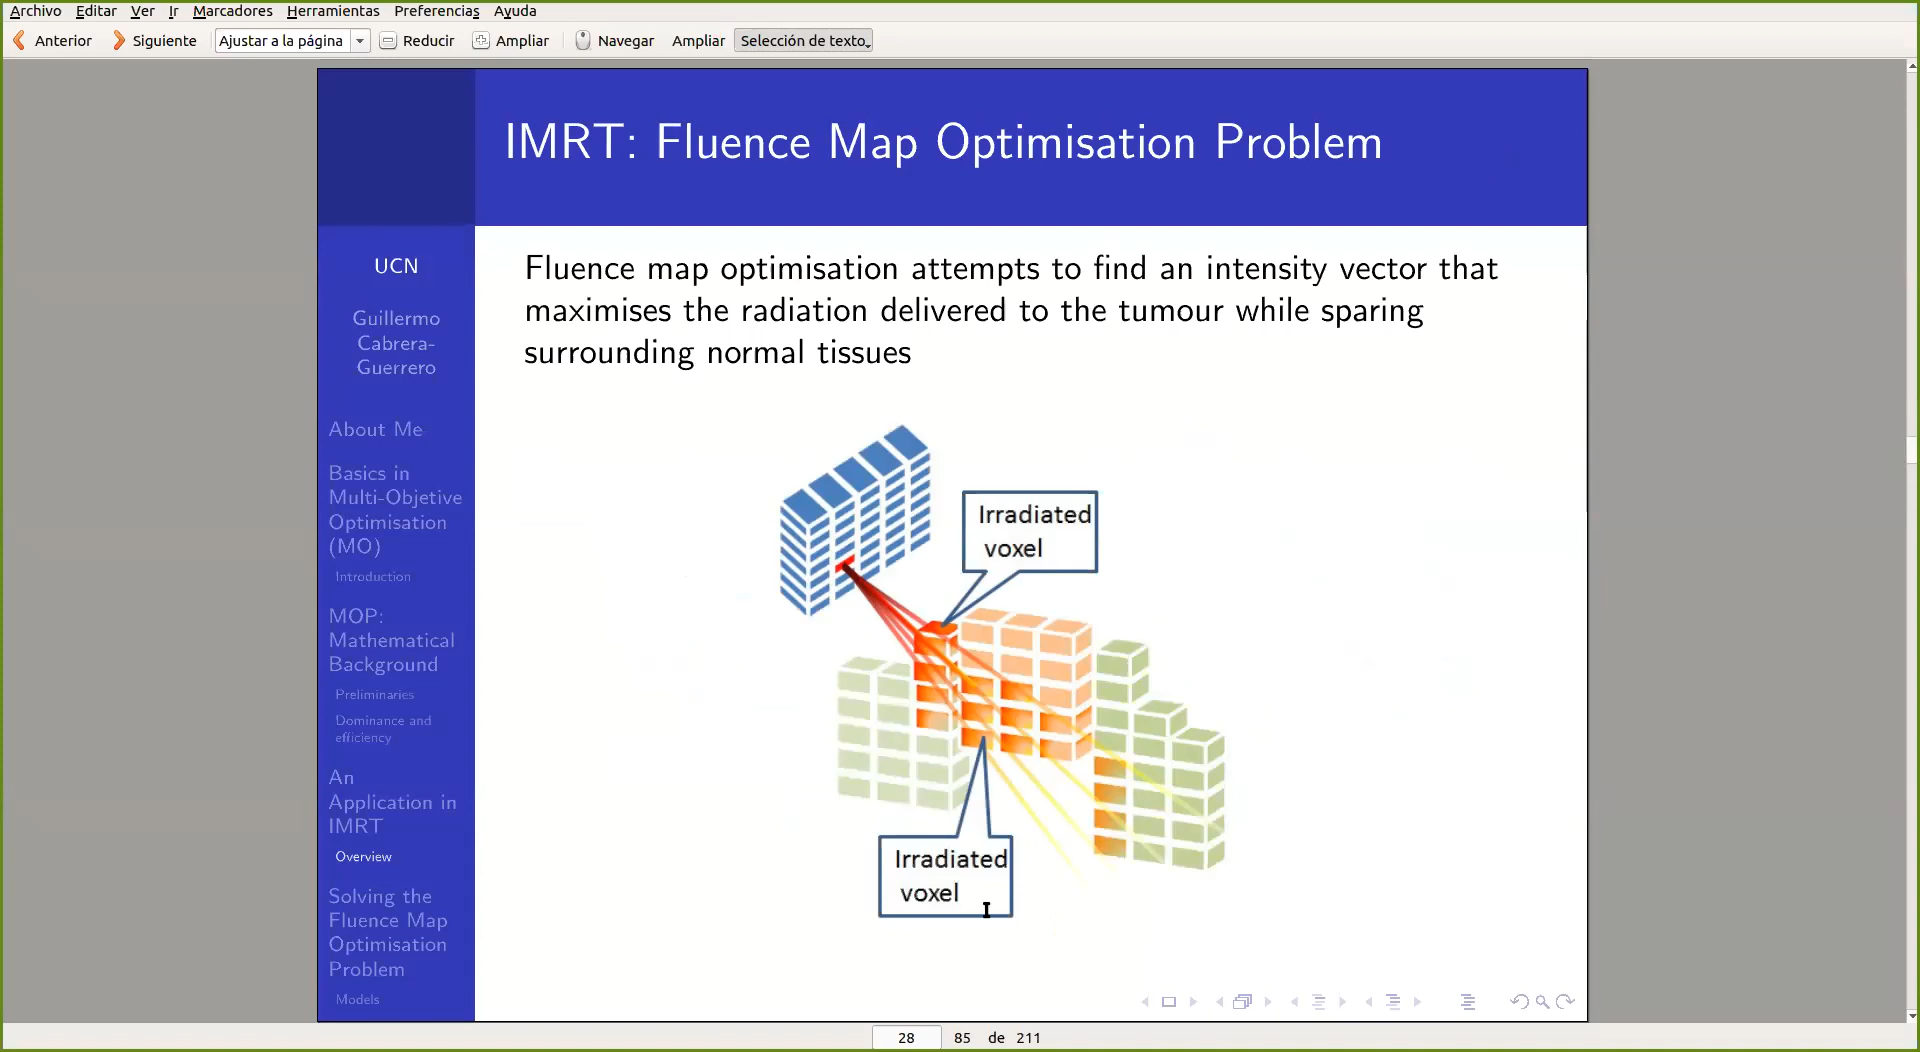 Archivo Editar Ver Ir Marcadores Herramientas Preferencias Ayuda
Anterior Siguiente Ajustar a la página Reducir Ampliar Navegar Ampliar Selección de texto
IMRT: Fluence Map Optimisation Problem
UCN
Guillermo
Cabrera-
Guerrero
About Me
Basics in
Multi-Objetive
Optimisation
(MO)
Introduction
MOP:
Mathematical
Background
Preliminaries
Dominance and
efficiency
An
Application in
IMRT
Overview
Solving the
Fluence Map
Optimisation
Problem
Models
Fluence map optimisation attempts to find an intensity vector that
maximises the radiation delivered to the tumour while sparing
surrounding normal tissues
Irradiated
voxel
Irradiated
voxel
28 85 de 211